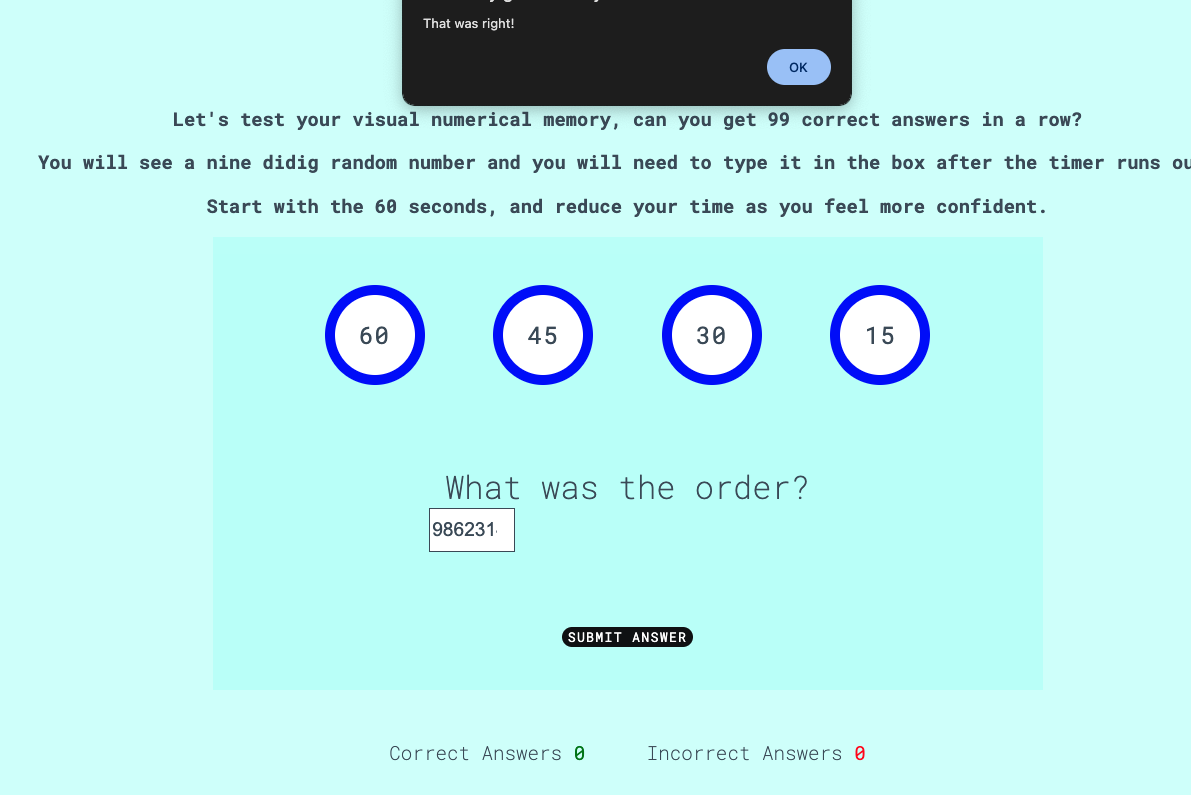 That was right!
OK
Let's test your visual numerical memory, can you get 99 correct answers in a row?
You will see a nine didig random number and you will need to type it in the box after the timer runs ou
Start with the 60 seconds, and reduce your time as you feel more confident.
60 45 30 15
What was the order?
986231
SUBMIT ANSWER
Correct Answers 0 Incorrect Answers 0